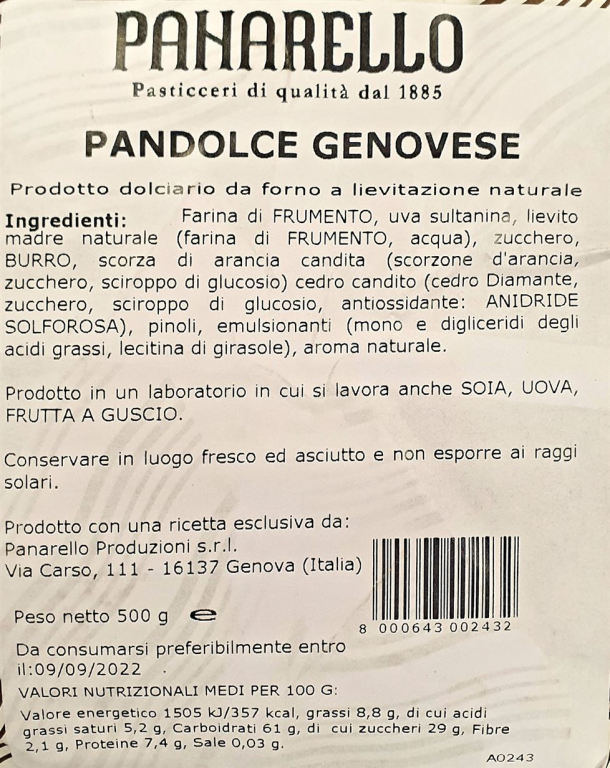 PANARELLO
Pasticceri di qualità dal 1885
PANDOLCE GENOVESE
Prodotto dolciario da forno a lievitazione naturale
Ingredienti: Farina di FRUMENTO, uva sultanina, lievito
madre naturale (farina di FRUMENTO, acqua), zucchero,
BURRO, scorza di arancia candita (scorzone d'arancia,
zucchero, sciroppo di glucosio) cedro candito (cedro Diamante,
zucchero, sciroppo di glucosio, antiossidante: ANIDRIDE
SOLFOROSA), pinoli, emulsionanti (mono e digliceridi degli
acidi grassi, lecitina di girasole), aroma naturale.
Prodotto in un laboratorio in cui si lavora anche SOIA, UOVA,
FRUTTA A GUSCIO.
Conservare in luogo fresco ed asciutto e non esporre ai raggi
solari.
Prodotto con una ricetta esclusiva da:
Panarello Produzioni s.r.l.
Via Carso, 111 - 16137 Genova (Italia)
Peso netto 500 g e
8 000643 002432
Da consumarsi preferibilmente entro
il:09/09/2022
VALORI NUTRIZIONALI MEDI PER 100 G:
Valore energetico 1505 kJ/357 kcal, grassi 8,8 g, di cui acidi
grassi saturi 5,2 g, Carboidrati 61 g, di cui zuccheri 29 g, Fibre
2,1 g, Proteine 7,4 g, Sale 0,03 g.
A0243